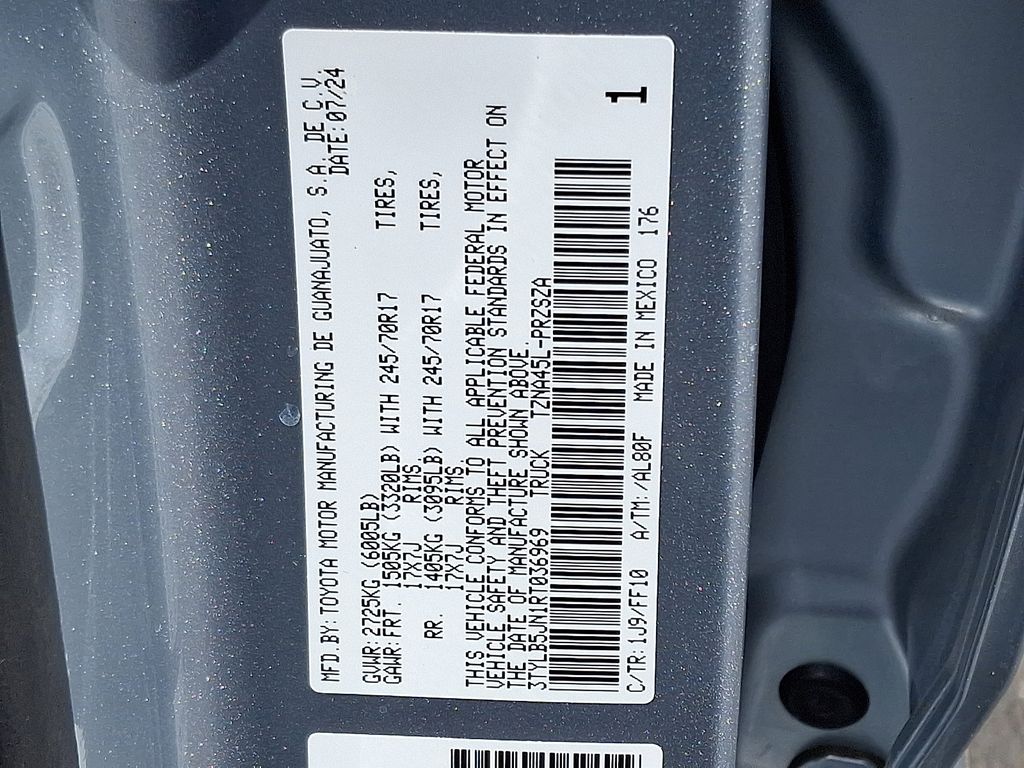 MFD.BY:TOYOTA MOTOR MANUFACTURING DE GUANAJUATO, S.A. DE C.V.
DATE:07/24
GVWR:2725KG (6005LB)
GAWR:FRT. 1505KG (3320LB) WITH 245/70R17 TIRES,
17X7J RIMS,
RR. 1405KG (3095LB) WITH 245/70R17 TIRES,
17X7J RIMS,
THIS VEHICLE CONFORMS TO ALL APPLICABLE FEDERAL MOTOR
VEHICLE SAFETY AND THEFT PREVENTION STANDARDS IN EFFECT ON
THE DATE OF MANUFACTURE SHOWN ABOVE.
3TYLB5JN1RT036969 TRUCK TZNA45L-PRZSZA
1
C/TR:1J9/FF10 A/TM:/AL80F MADE IN MEXICO 176